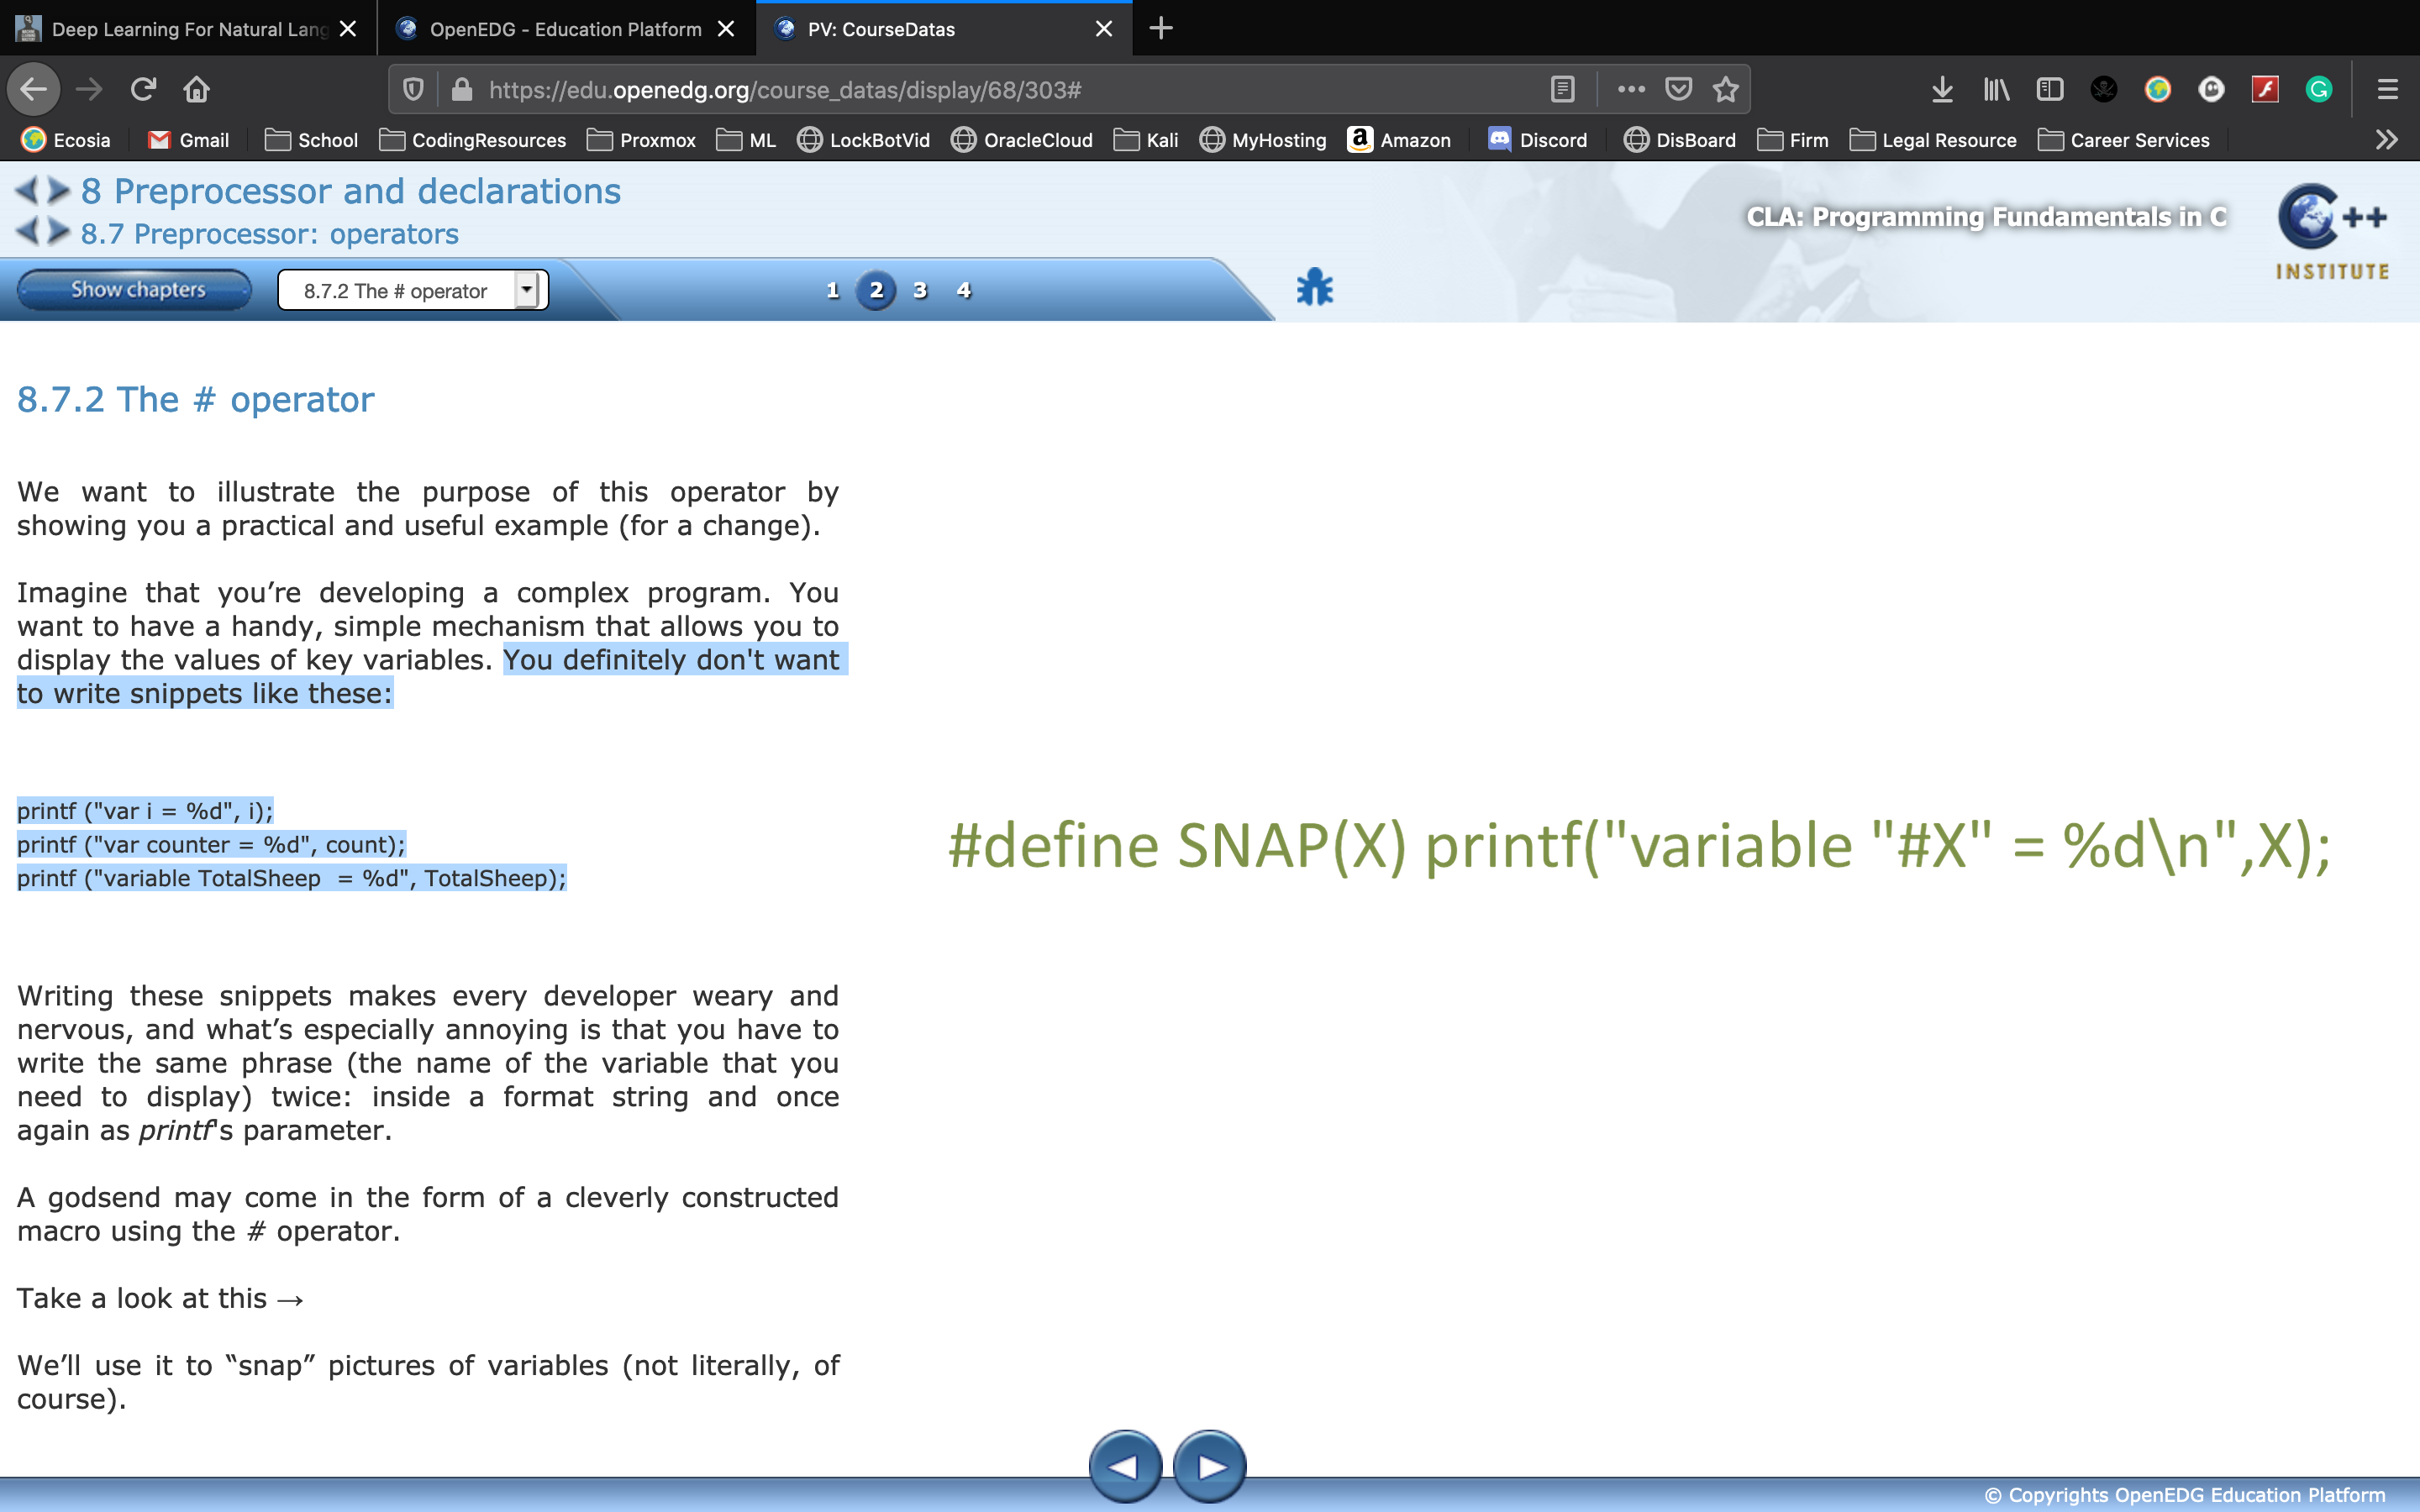 Deep Learning For Natural Lang
OpenEDG - Education Platform
PV: CourseDatas
https://edu.openedg.org/course_datas/display/68/303#
Ecosia
Gmail
School
CodingResources
Proxmox
ML
LockBotVid
OracleCloud
Kali
MyHosting
Amazon
Discord
DisBoard
Firm
Legal Resource
Career Services
8 Preprocessor and declarations
8.7 Preprocessor: operators
CLA: Programming Fundamentals in C
C++
INSTITUTE
Show chapters
8.7.2 The # operator
1 2 3 4
8.7.2 The # operator
We want to illustrate the purpose of this operator by
showing you a practical and useful example (for a change).
Imagine that you’re developing a complex program. You
want to have a handy, simple mechanism that allows you to
display the values of key variables. You definitely don't want
to write snippets like these:
printf ("var i = %d", i);
printf ("var counter = %d", count);
printf ("variable TotalSheep  = %d", TotalSheep);
#define SNAP(X) printf("variable "#X" = %d\n",X);
Writing these snippets makes every developer weary and
nervous, and what’s especially annoying is that you have to
write the same phrase (the name of the variable that you
need to display) twice: inside a format string and once
again as printf's parameter.
A godsend may come in the form of a cleverly constructed
macro using the # operator.
Take a look at this →
We’ll use it to “snap” pictures of variables (not literally, of
course).
© Copyrights OpenEDG Education Platform